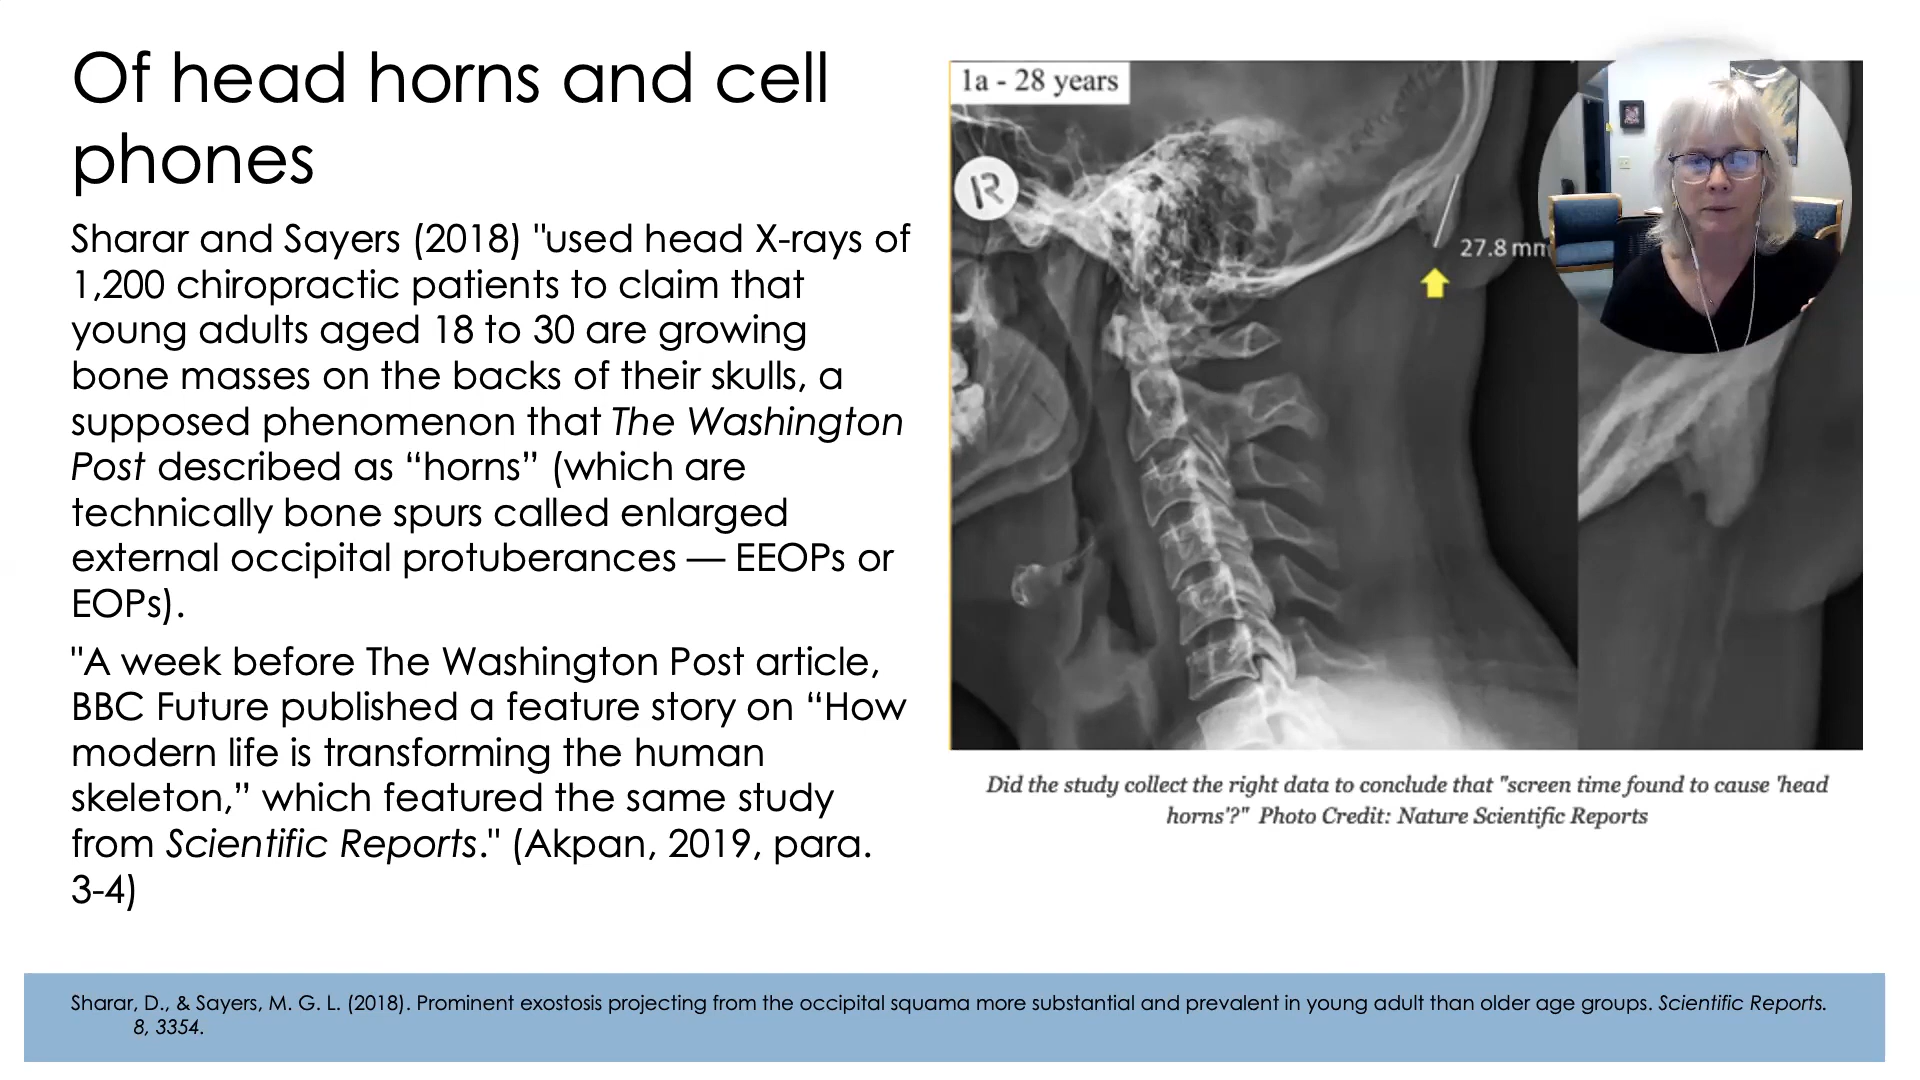 Of head horns and cell
phones
Sharar and Sayers (2018) "used head X-rays of
1,200 chiropractic patients to claim that
young adults aged 18 to 30 are growing
bone masses on the backs of their skulls, a
supposed phenomenon that The Washington
Post described as “horns” (which are
technically bone spurs called enlarged
external occipital protuberances — EEOPs or
EOPs).
"A week before The Washington Post article,
BBC Future published a feature story on “How
modern life is transforming the human
skeleton,” which featured the same study
from Scientific Reports." (Akpan, 2019, para.
3-4)
1a - 28 years
R
27.8 mm
Did the study collect the right data to conclude that "screen time found to cause 'head
horns'?" Photo Credit: Nature Scientific Reports
Sharar, D., & Sayers, M. G. L. (2018). Prominent exostosis projecting from the occipital squama more substantial and prevalent in young adult than older age groups. Scientific Reports.
8, 3354.